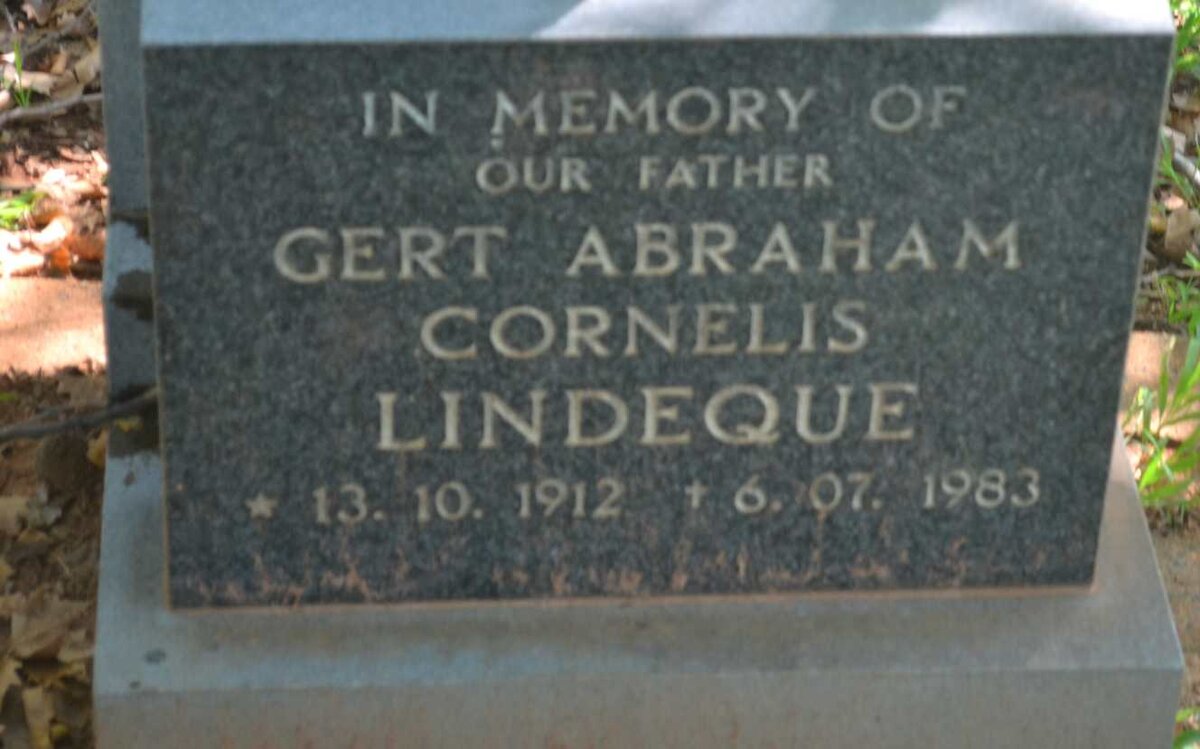 IN MEMORY OF
OUR FATHER
GERT ABRAHAM
CORNELIS
LINDEQUE
* 13. 10. 1912 † 6. 07. 1983